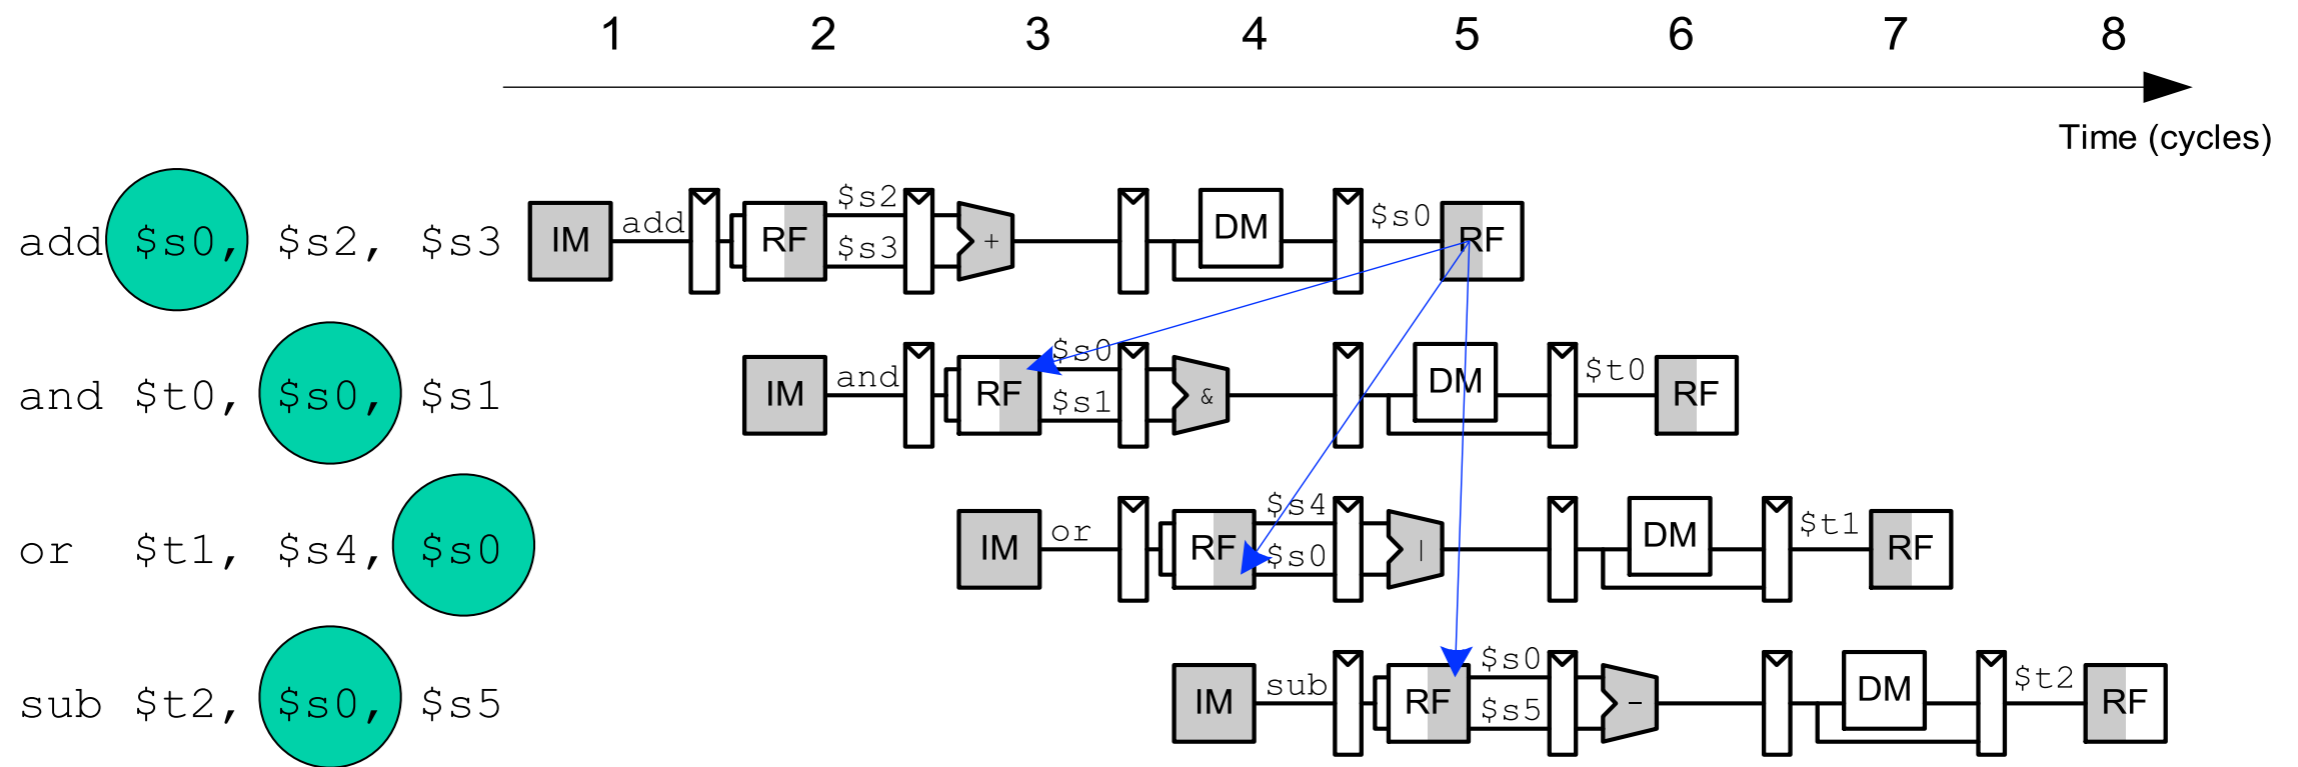 1 2 3 4 5 6 7 8
Time (cycles)
add $s0, $s2, $s3 IM add RF $s2 $s3 + DM $s0 RF
and $t0, $s0, $s1 IM and RF $s0 $s1 & DM $t0 RF
or $t1, $s4, $s0 IM or RF $s4 $s0 | DM $t1 RF
sub $t2, $s0, $s5 IM sub RF $s0 $s5 - DM $t2 RF